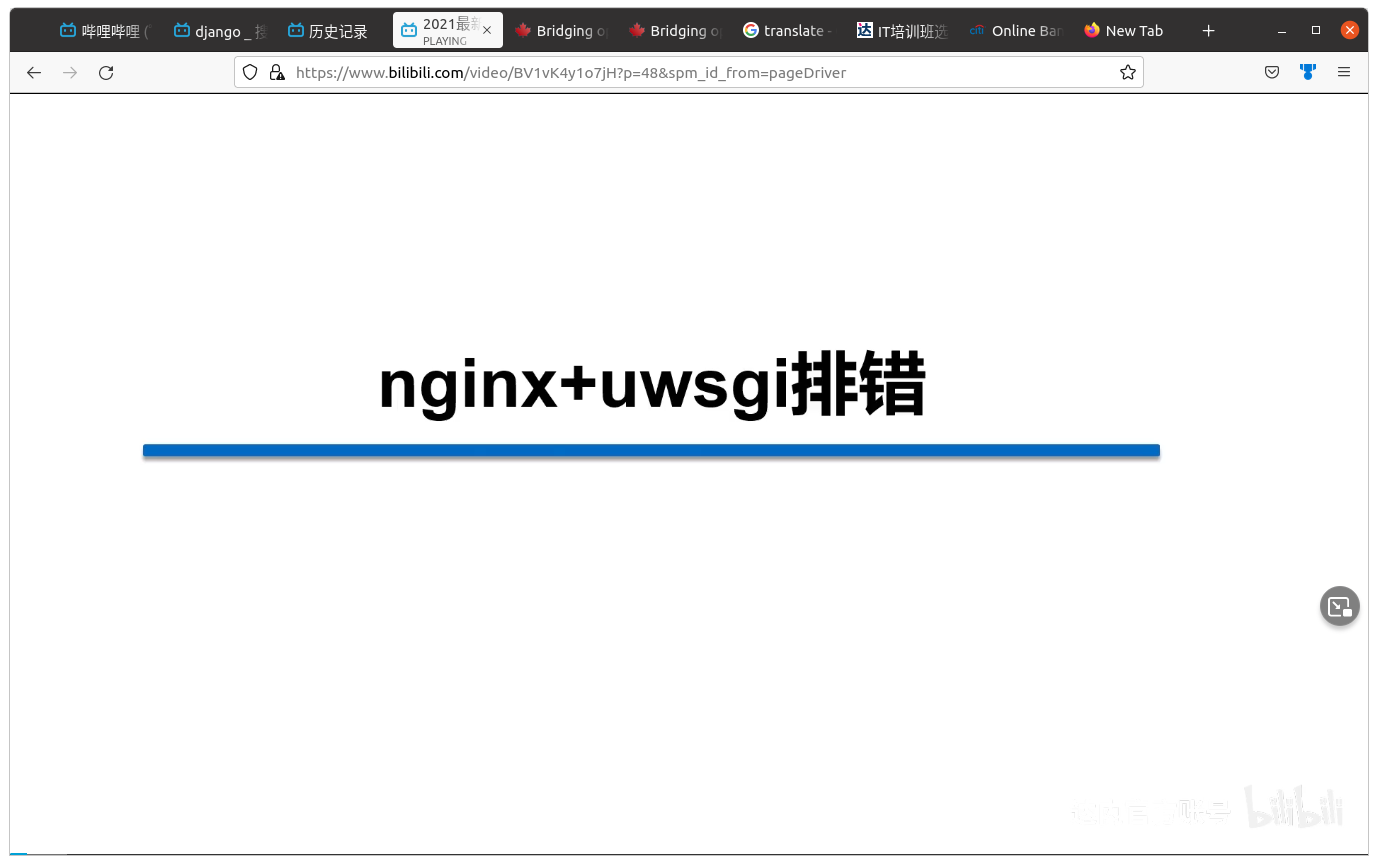 哔哩哔哩 (
django _ 搜
历史记录
2021最新
PLAYING
Bridging o
Bridging o
translate -
IT培训班选
citi Online Ban
New Tab
https://www.bilibili.com/video/BV1vK4y1o7jH?p=48&spm_id_from=pageDriver
nginx+uwsgi排错
bilibili